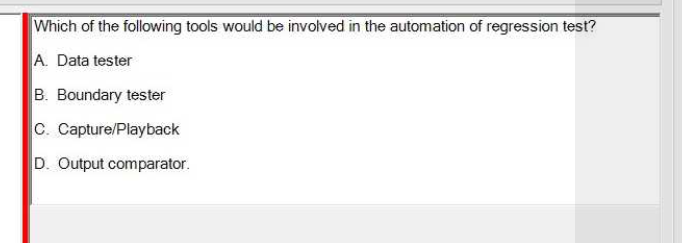 Which of the following tools would be involved in the automation of regression test?
A. Data tester
B. Boundary tester
C. Capture/Playback
D. Output comparator.